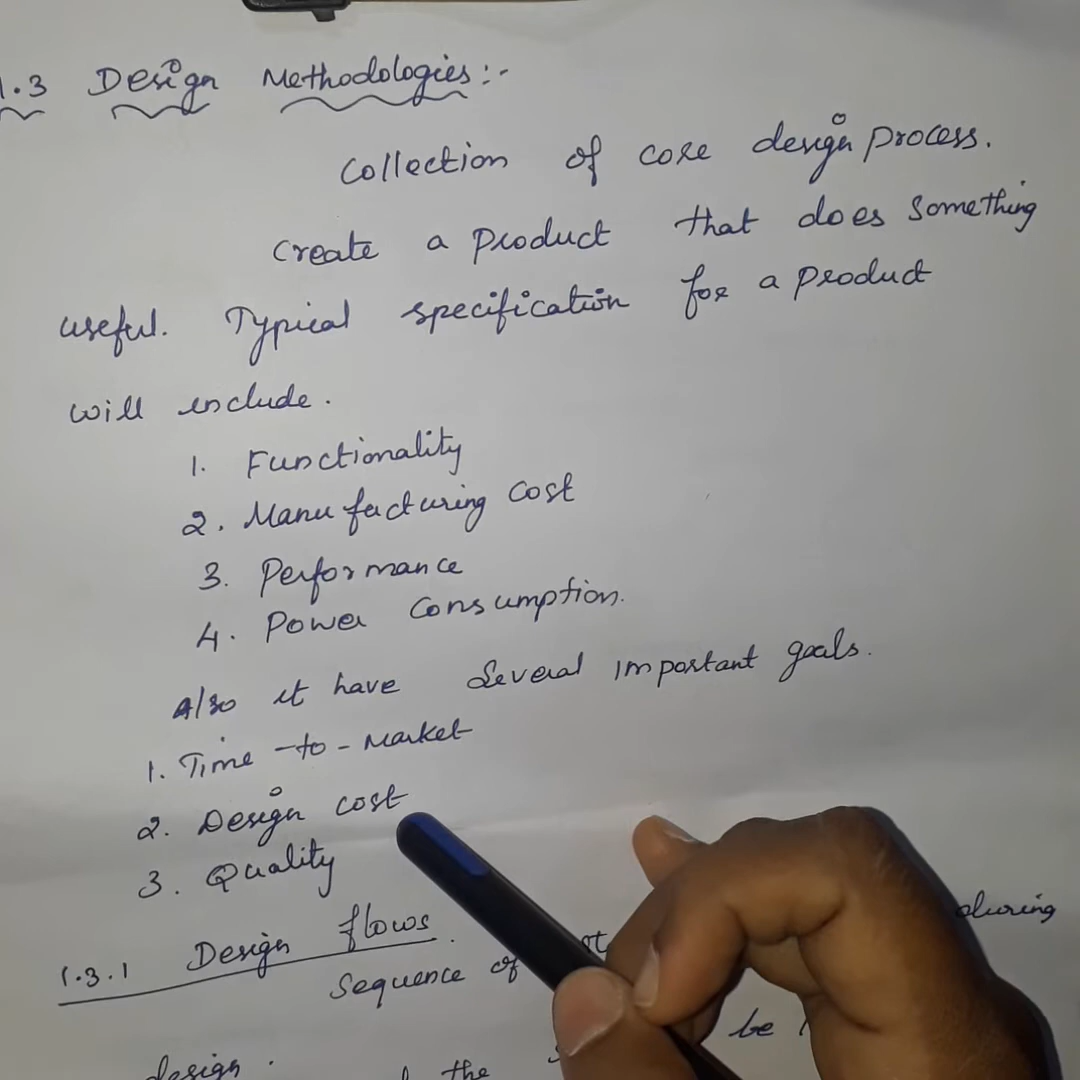 1.3 Design Methodologies:-
Collection of core design process.
Create a product that does something
useful. Typical specification for a product
will include.
1. Functionality
2. Manufacturing cost
3. Performance
4. Power Consumption.
Also it have several important goals.
1. Time-to-market
2. Design cost
3. Quality
1.3.1 Design flows.
Sequence of during
be
design. the